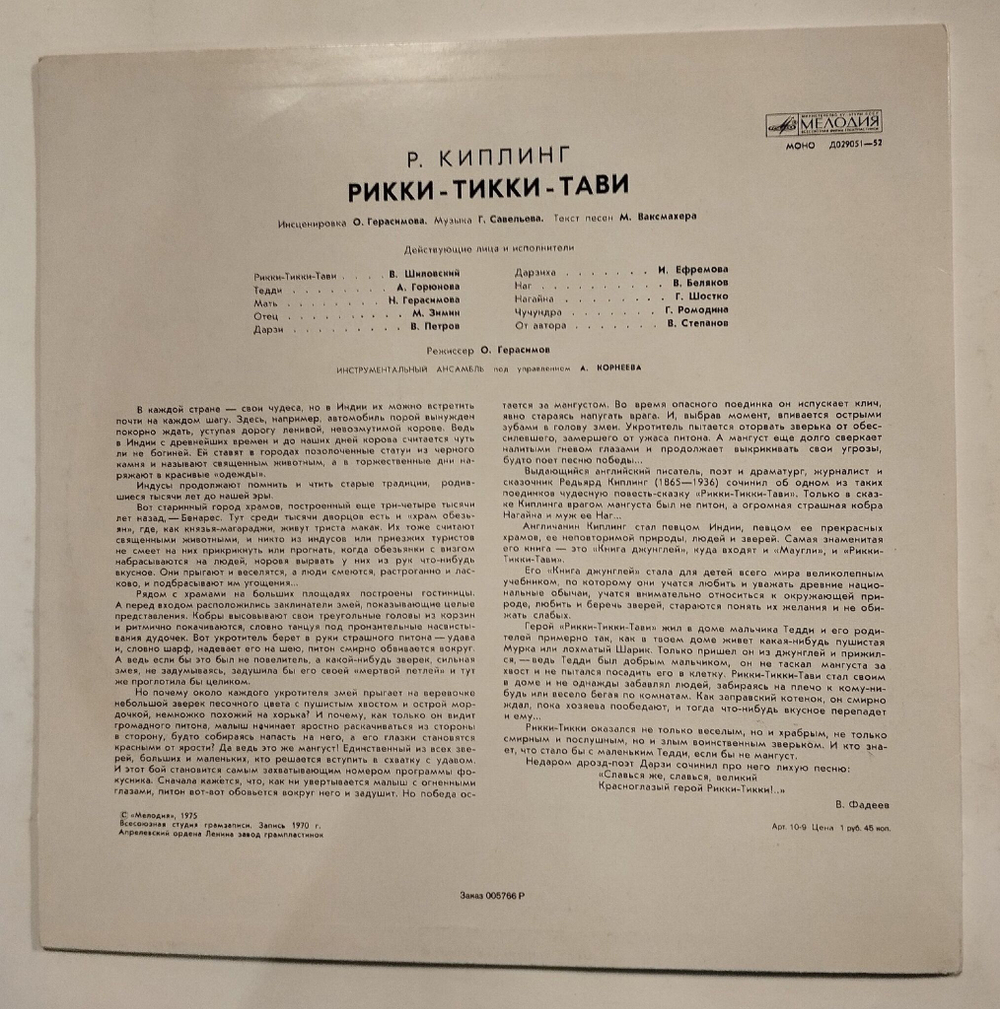 МЕЛОДИЯ
МОНО Д029051—52
Р. КИПЛИНГ
РИККИ-ТИККИ-ТАВИ
Инсценировка О. Герасимова. Музыка Г. Савельева. Текст песен М. Ваксмахера
Действующие лица и исполнители
Рикки-Тикки-Тави . . . . В. Шиловский
Тедди . . . . . . . . А. Горюнова
Мать . . . . . . . . Н. Герасимова
Отец . . . . . . . . . . М. Зимин
Дарзи . . . . . . . . . . В. Петров
Дарзиха . . . . . . . И. Ефремова
Наг . . . . . . . . . . В. Беляков
Нагайна . . . . . . . . Г. Шостко
Чучундра . . . . . . . Г. Ромодина
От автора . . . . . . . В. Степанов
Режиссер О. Герасимов
ИНСТРУМЕНТАЛЬНЫЙ АНСАМБЛЬ под управлением А. КОРНЕЕВА
В каждой стране — свои чудеса, но в Индии их можно встретить
почти на каждом шагу. Здесь, например, автомобиль порой вынужден
покорно ждать, уступая дорогу ленивой, невозмутимой корове. Ведь
в Индии с древнейших времен и до наших дней корова считается чуть
ли не богиней. Ей ставят в городах позолоченные статуи из черного
камня и называют священным животным, а в торжественные дни на-
ряжают в красивые «одежды».
Индусы продолжают помнить и чтить старые традиции, родив-
шиеся тысячи лет до нашей эры.
Вот старинный город храмов, построенный еще три-четыре тысячи
лет назад, — Бенарес. Тут среди тысячи дворцов есть и «храм обезь-
ян», где, как князья-магараджи, живут триста макак. Их тоже считают
священными животными, и никто из индусов или приезжих туристов
не смеет на них прикрикнуть или прогнать, когда обезьянки с визгом
набрасываются на людей, норовя вырвать у них из рук что-нибудь
вкусное. Они прыгают и веселятся, а люди смеются, растроганно и лас-
ково, и подбрасывают им угощения...
Рядом с храмами на больших площадях построены гостиницы.
А перед входом расположились заклинатели змей, показывающие целые
представления. Кобры высовывают свои треугольные головы из корзин
и ритмично покачиваются, словно танцуя под пронзительные насвисты-
вания дудочек. Вот укротитель берет в руки страшного питона — удава
и, словно шарф, надевает его на шею, питон смирно обвивается вокруг.
А ведь если бы это был не повелитель, а какой-нибудь зверек, сильная
змея, не задумываясь, задушила бы его своей «мертвой петлей» и тут
же проглотила бы целиком.
Но почему около каждого укротителя змей прыгает на веревочке
небольшой зверек песочного цвета с пушистым хвостом и острой мор-
дочкой, немножко похожий на хорька? И почему, как только он видит
громадного питона, малыш начинает яростно раскачиваться из стороны
в сторону, будто собираясь напасть на него, а его глазки становятся
красными от ярости? Да ведь это же мангуст! Единственный из всех зве-
рей, больших и маленьких, кто решается вступить в схватку с удавом.
И этот бой становится самым захватывающим номером программы фо-
кусника. Сначала кажется, что, как ни увертывается малыш с огненными
глазами, питон вот-вот обовьется вокруг него и задушит. Но победа ос-
тается за мангустом. Во время опасного поединка он испускает клич,
явно стараясь напугать врага. И, выбрав момент, впивается острыми
зубами в голову змеи. Укротитель пытается оторвать зверька от обес-
силевшего, замершего от ужаса питона. А мангуст еще долго сверкает
налитыми гневом глазами и продолжает выкрикивать свои угрозы,
будто поет песню победы...
Выдающийся английский писатель, поэт и драматург, журналист и
сказочник Редьярд Киплинг (1865—1936) сочинил об одном из таких
поединков чудесную повесть-сказку «Рикки-Тикки-Тави». Только в сказ-
ке Киплинга врагом мангуста был не питон, а огромная страшная кобра
Нагайна и муж ее Наг...
Англичанин Киплинг стал певцом Индии, певцом ее прекрасных
храмов, ее неповторимой природы, людей и зверей. Самая знаменитая
его книга — это «Книга джунглей», куда входят и «Маугли», и «Рикки-
Тикки-Тави».
Его «Книга джунглей» стала для детей всего мира великолепным
учебником, по которому они учатся любить и уважать древние нацио-
нальные обычаи, учатся внимательно относиться к окружающей при-
роде, любить и беречь зверей, стараются понять их желания и не оби-
жать слабых.
Герой «Рикки-Тикки-Тави» жил в доме мальчика Тедди и его роди-
телей примерно так, как в твоем доме живет какая-нибудь пушистая
Мурка или лохматый Шарик. Только пришел он из джунглей и прижил-
ся, — ведь Тедди был добрым мальчиком, он не таскал мангуста за
хвост и не пытался посадить его в клетку. Рикки-Тикки-Тави стал своим
в доме и не однажды забавлял людей, забираясь на плечо к кому-ни-
будь или весело бегая по комнатам. Как заправский котенок, он смирно
ждал, пока хозяева пообедают, и тогда что-нибудь вкусное перепадет
и ему...
Рикки-Тикки оказался не только веселым, но и храбрым, не только
смирным и послушным, но и злым воинственным зверьком. И кто зна-
ет, что стало бы с маленьким Тедди, если бы не мангуст.
Недаром дрозд-поэт Дарзи сочинил про него лихую песню:
«Славься же, славься, великий
Красноглазый герой Рикки-Тикки!..»
В. Фадеев
© «Мелодия», 1975
Всесоюзная студия грамзаписи. Запись 1970 г.
Апрелевский ордена Ленина завод грампластинок
Арт. 10-9 Цена 1 руб. 45 коп.
Заказ 005766 Р